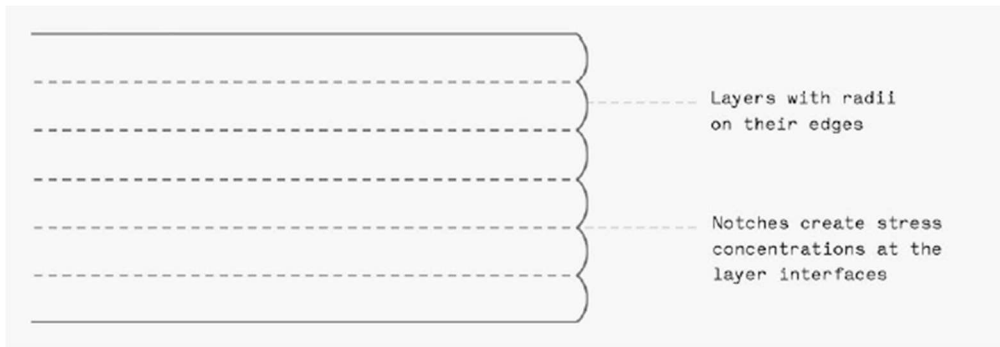 Layers with radii
on their edges
Notches create stress
concentrations at the
layer interfaces